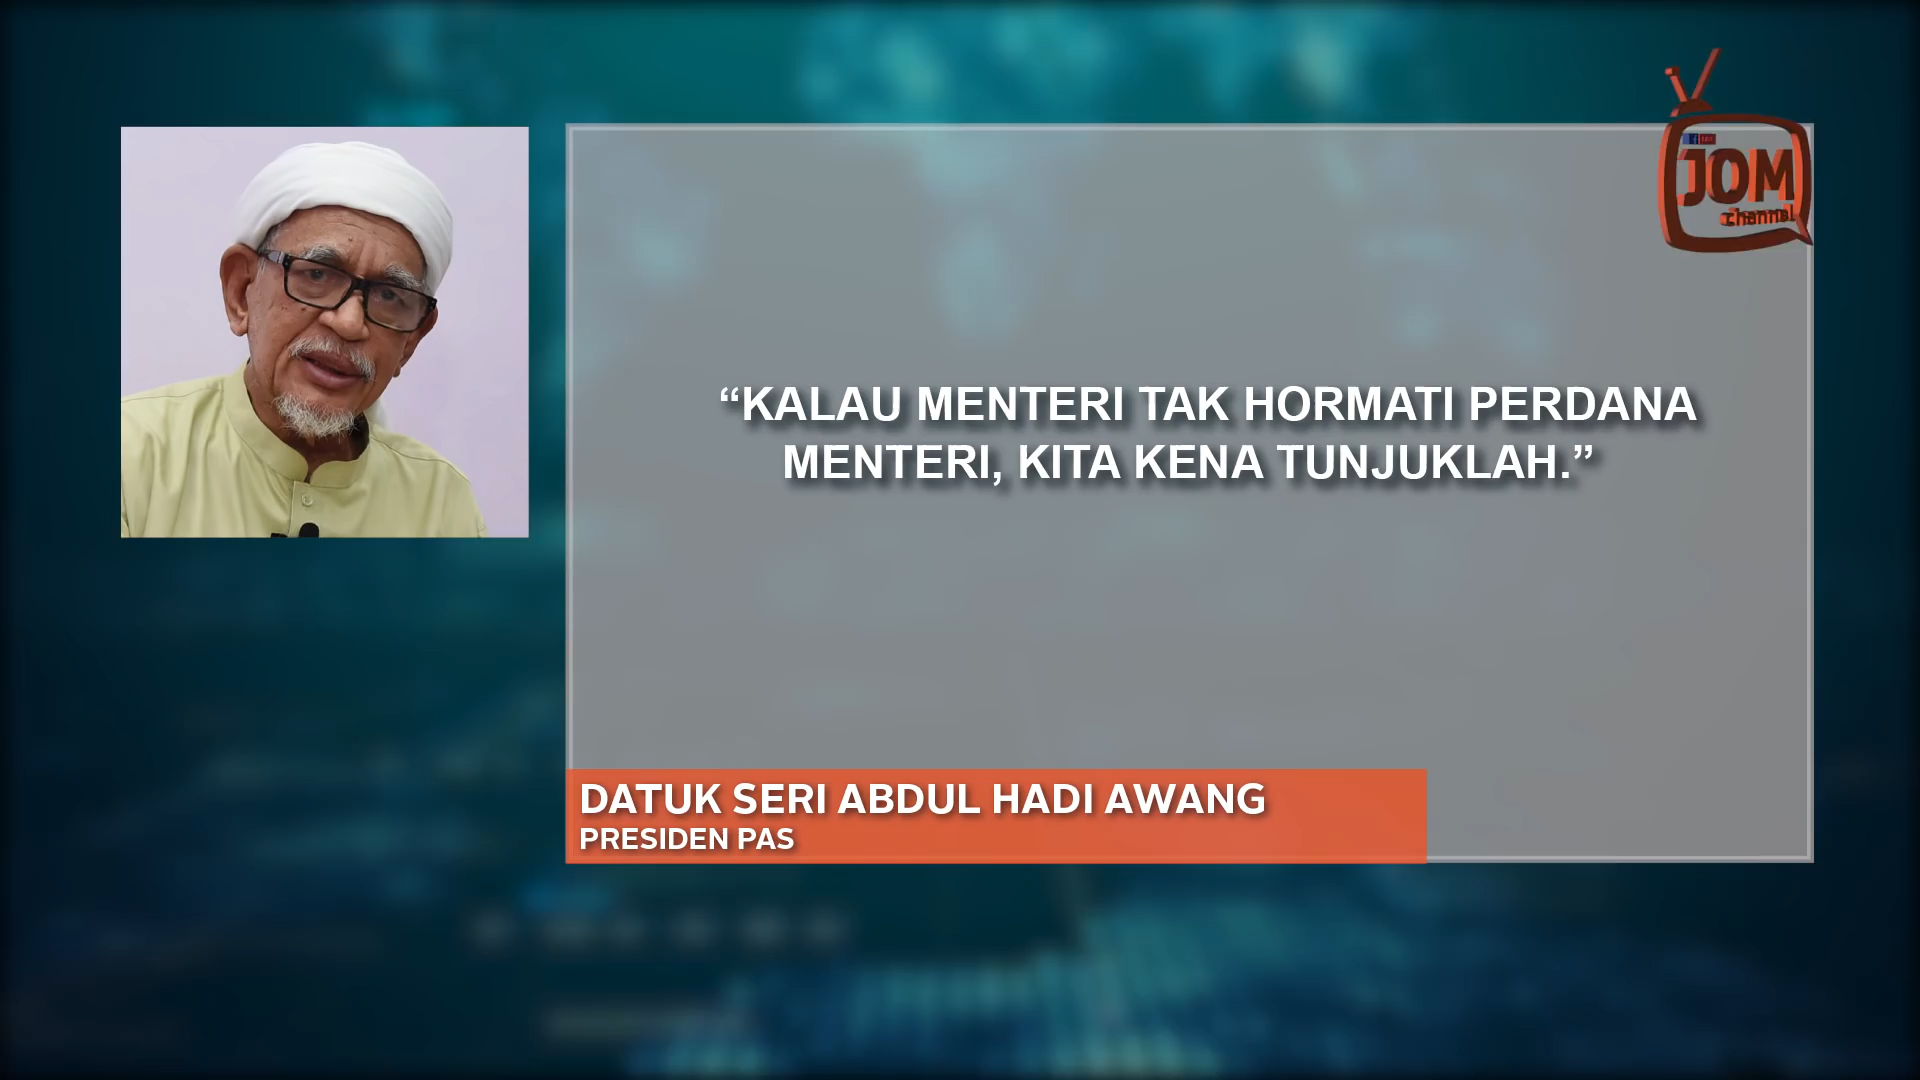 JOM
channel
“KALAU MENTERI TAK HORMATI PERDANA
MENTERI, KITA KENA TUNJUKLAH.”
DATUK SERI ABDUL HADI AWANG
PRESIDEN PAS